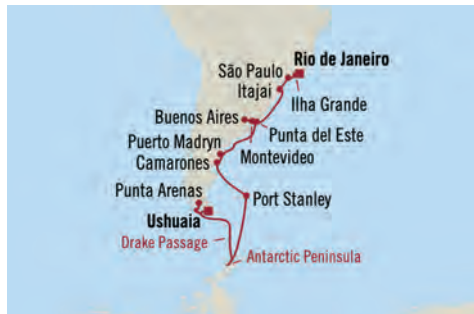 Rio de Janeiro
São Paulo
Itajai
Ilha Grande
Buenos Aires
Punta del Este
Montevideo
Puerto Madryn
Camarones
Punta Arenas
Port Stanley
Ushuaia
Drake Passage
Antarctic Peninsula